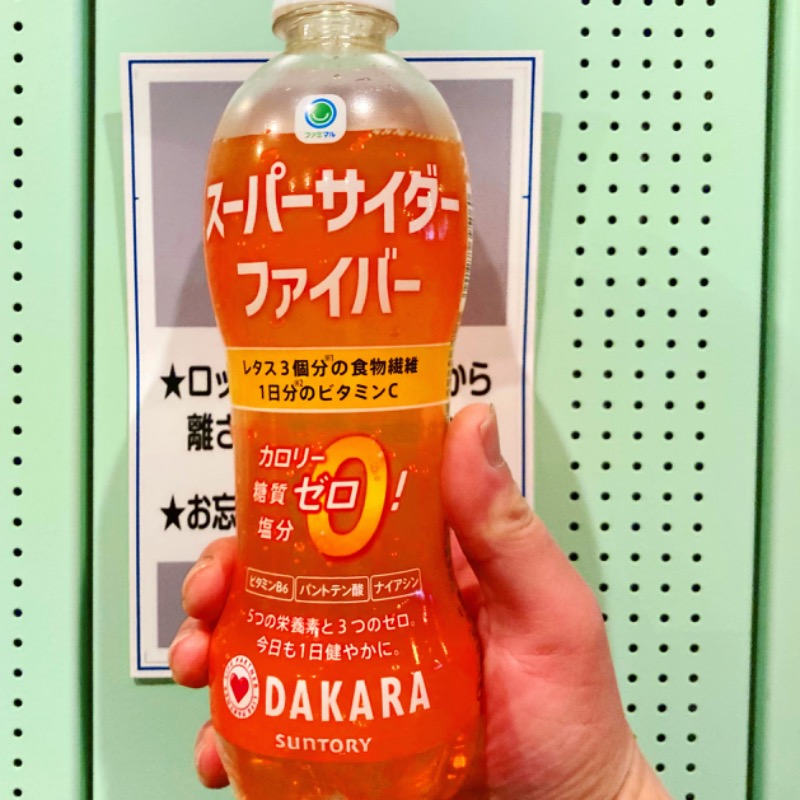 ファミマル
スーパーサイダー
ファイバー
レタス3個分※1の食物繊維
1日分※2のビタミンC
カロリー
糖質
塩分
ゼロ
0!
ビタミンB6 パントテン酸 ナイアシン
5つの栄養素と3つのゼロ。
今日も1日健やかに。
DAKARA
SUNTORY
★ロッ
から
離さ
★お忘